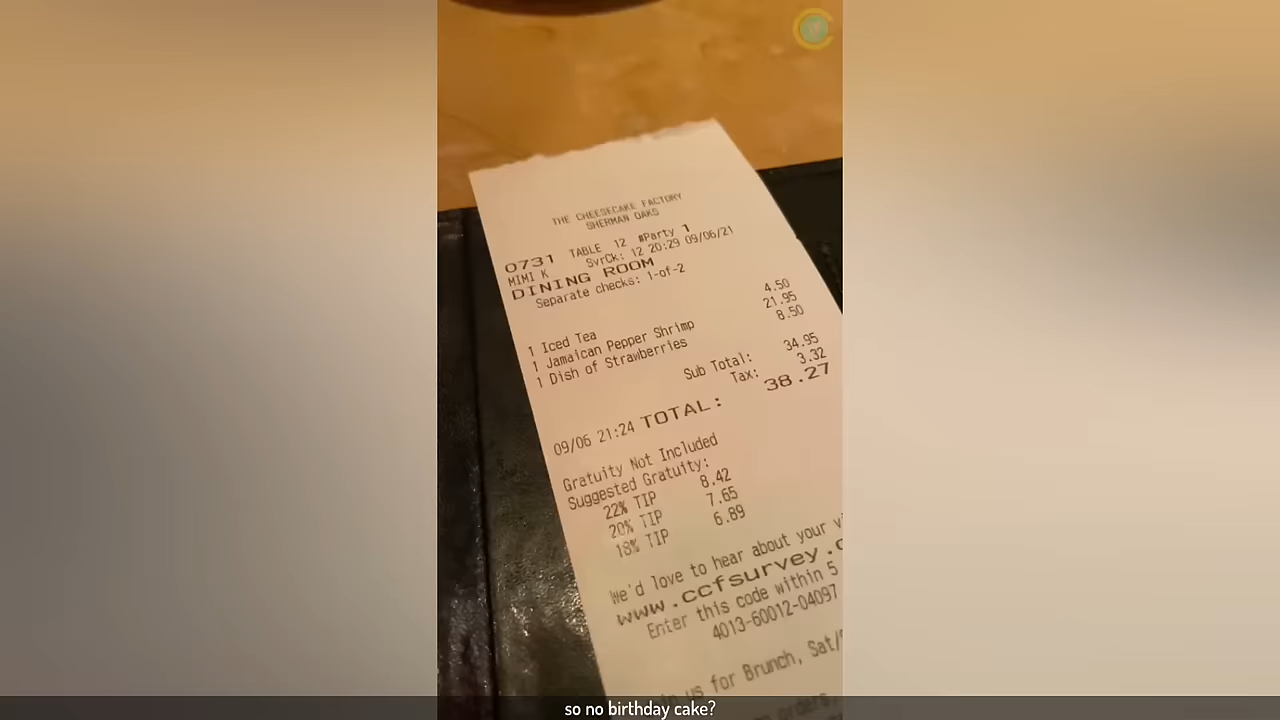 THE CHEESECAKE FACTORY
SHERMAN OAKS
0731 TABLE 12 #Party 1
MIMI K SvrCk: 12 20:29 09/06/21
DINING ROOM
Separate checks: 1-of-2
1 Iced Tea 4.50
1 Jamaican Pepper Shrimp 21.95
1 Dish of Strawberries 8.50
Sub Total: 34.95
Tax: 3.32
09/06 21:24 TOTAL: 38.27
Gratuity Not Included
Suggested Gratuity:
22% TIP 8.42
20% TIP 7.65
18% TIP 6.89
We'd love to hear about your
www.ccfsurvey.
Enter this code within 5
4013-60012-04097
us for Brunch, Sat/
orders,
so no birthday cake?